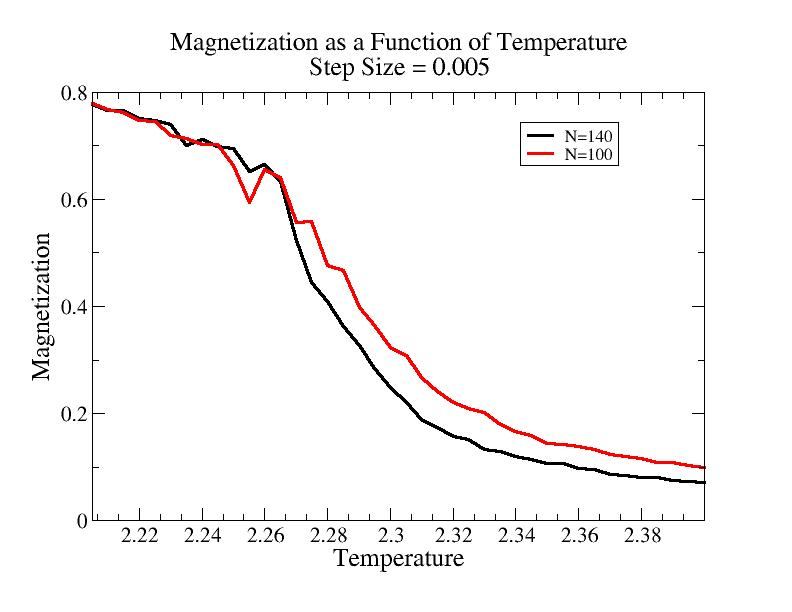 Magnetization as a Function of Temperature
Step Size = 0.005
N=140
N=100
Magnetization
0.8
0.6
0.4
0.2
0
2.22 2.24 2.26 2.28 2.3 2.32 2.34 2.36 2.38
Temperature